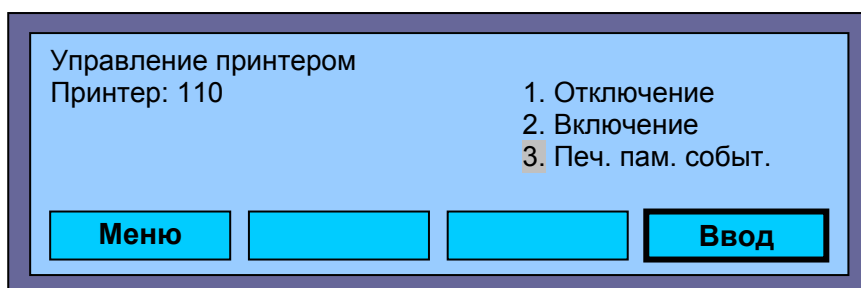 Управление принтером
Принтер: 110
1. Отключение
2. Включение
3. Печ. пам. событ.
Меню
Ввод